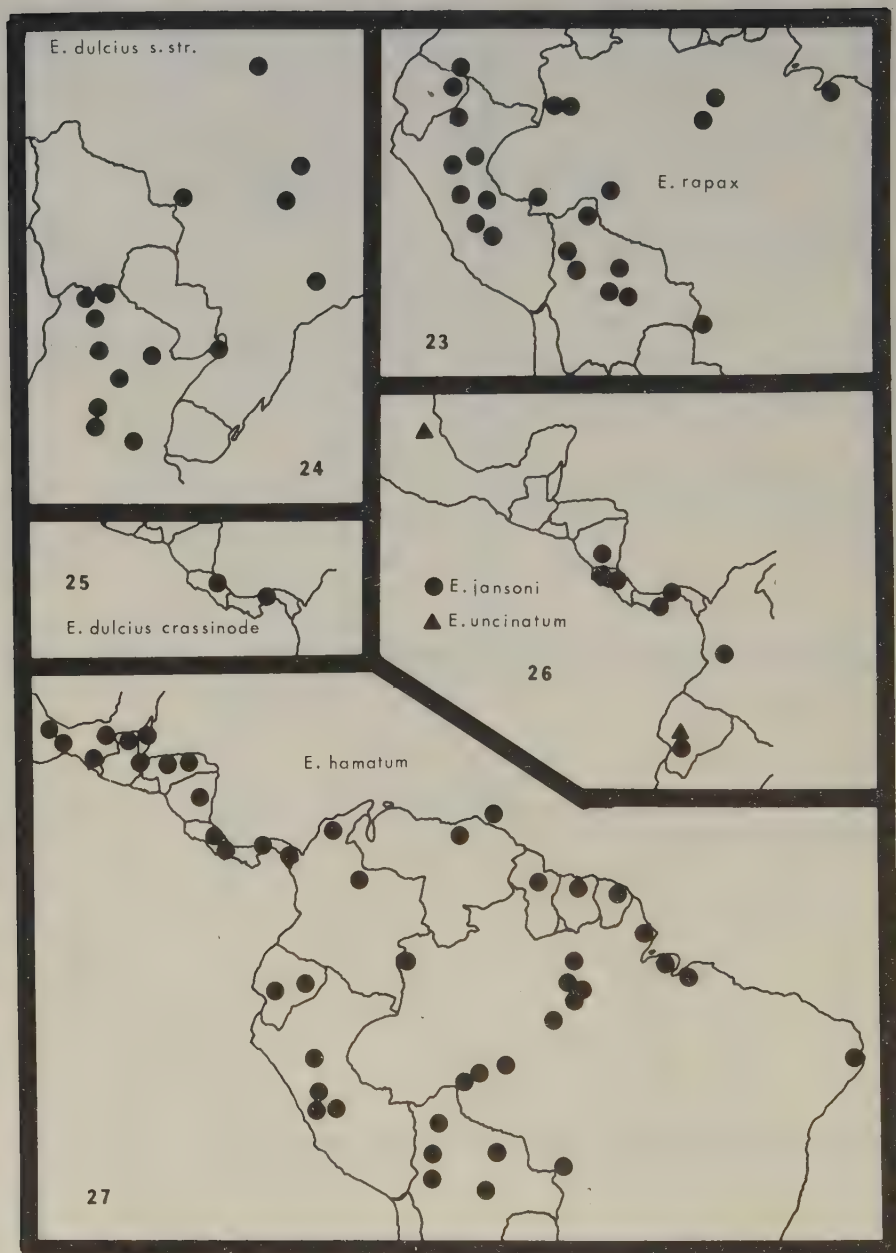 E. dulcius s. str.
24
E. rapax
23
25
E. dulcius crassinode
E. jansoni
E. uncinatum
26
E. hamatum
27